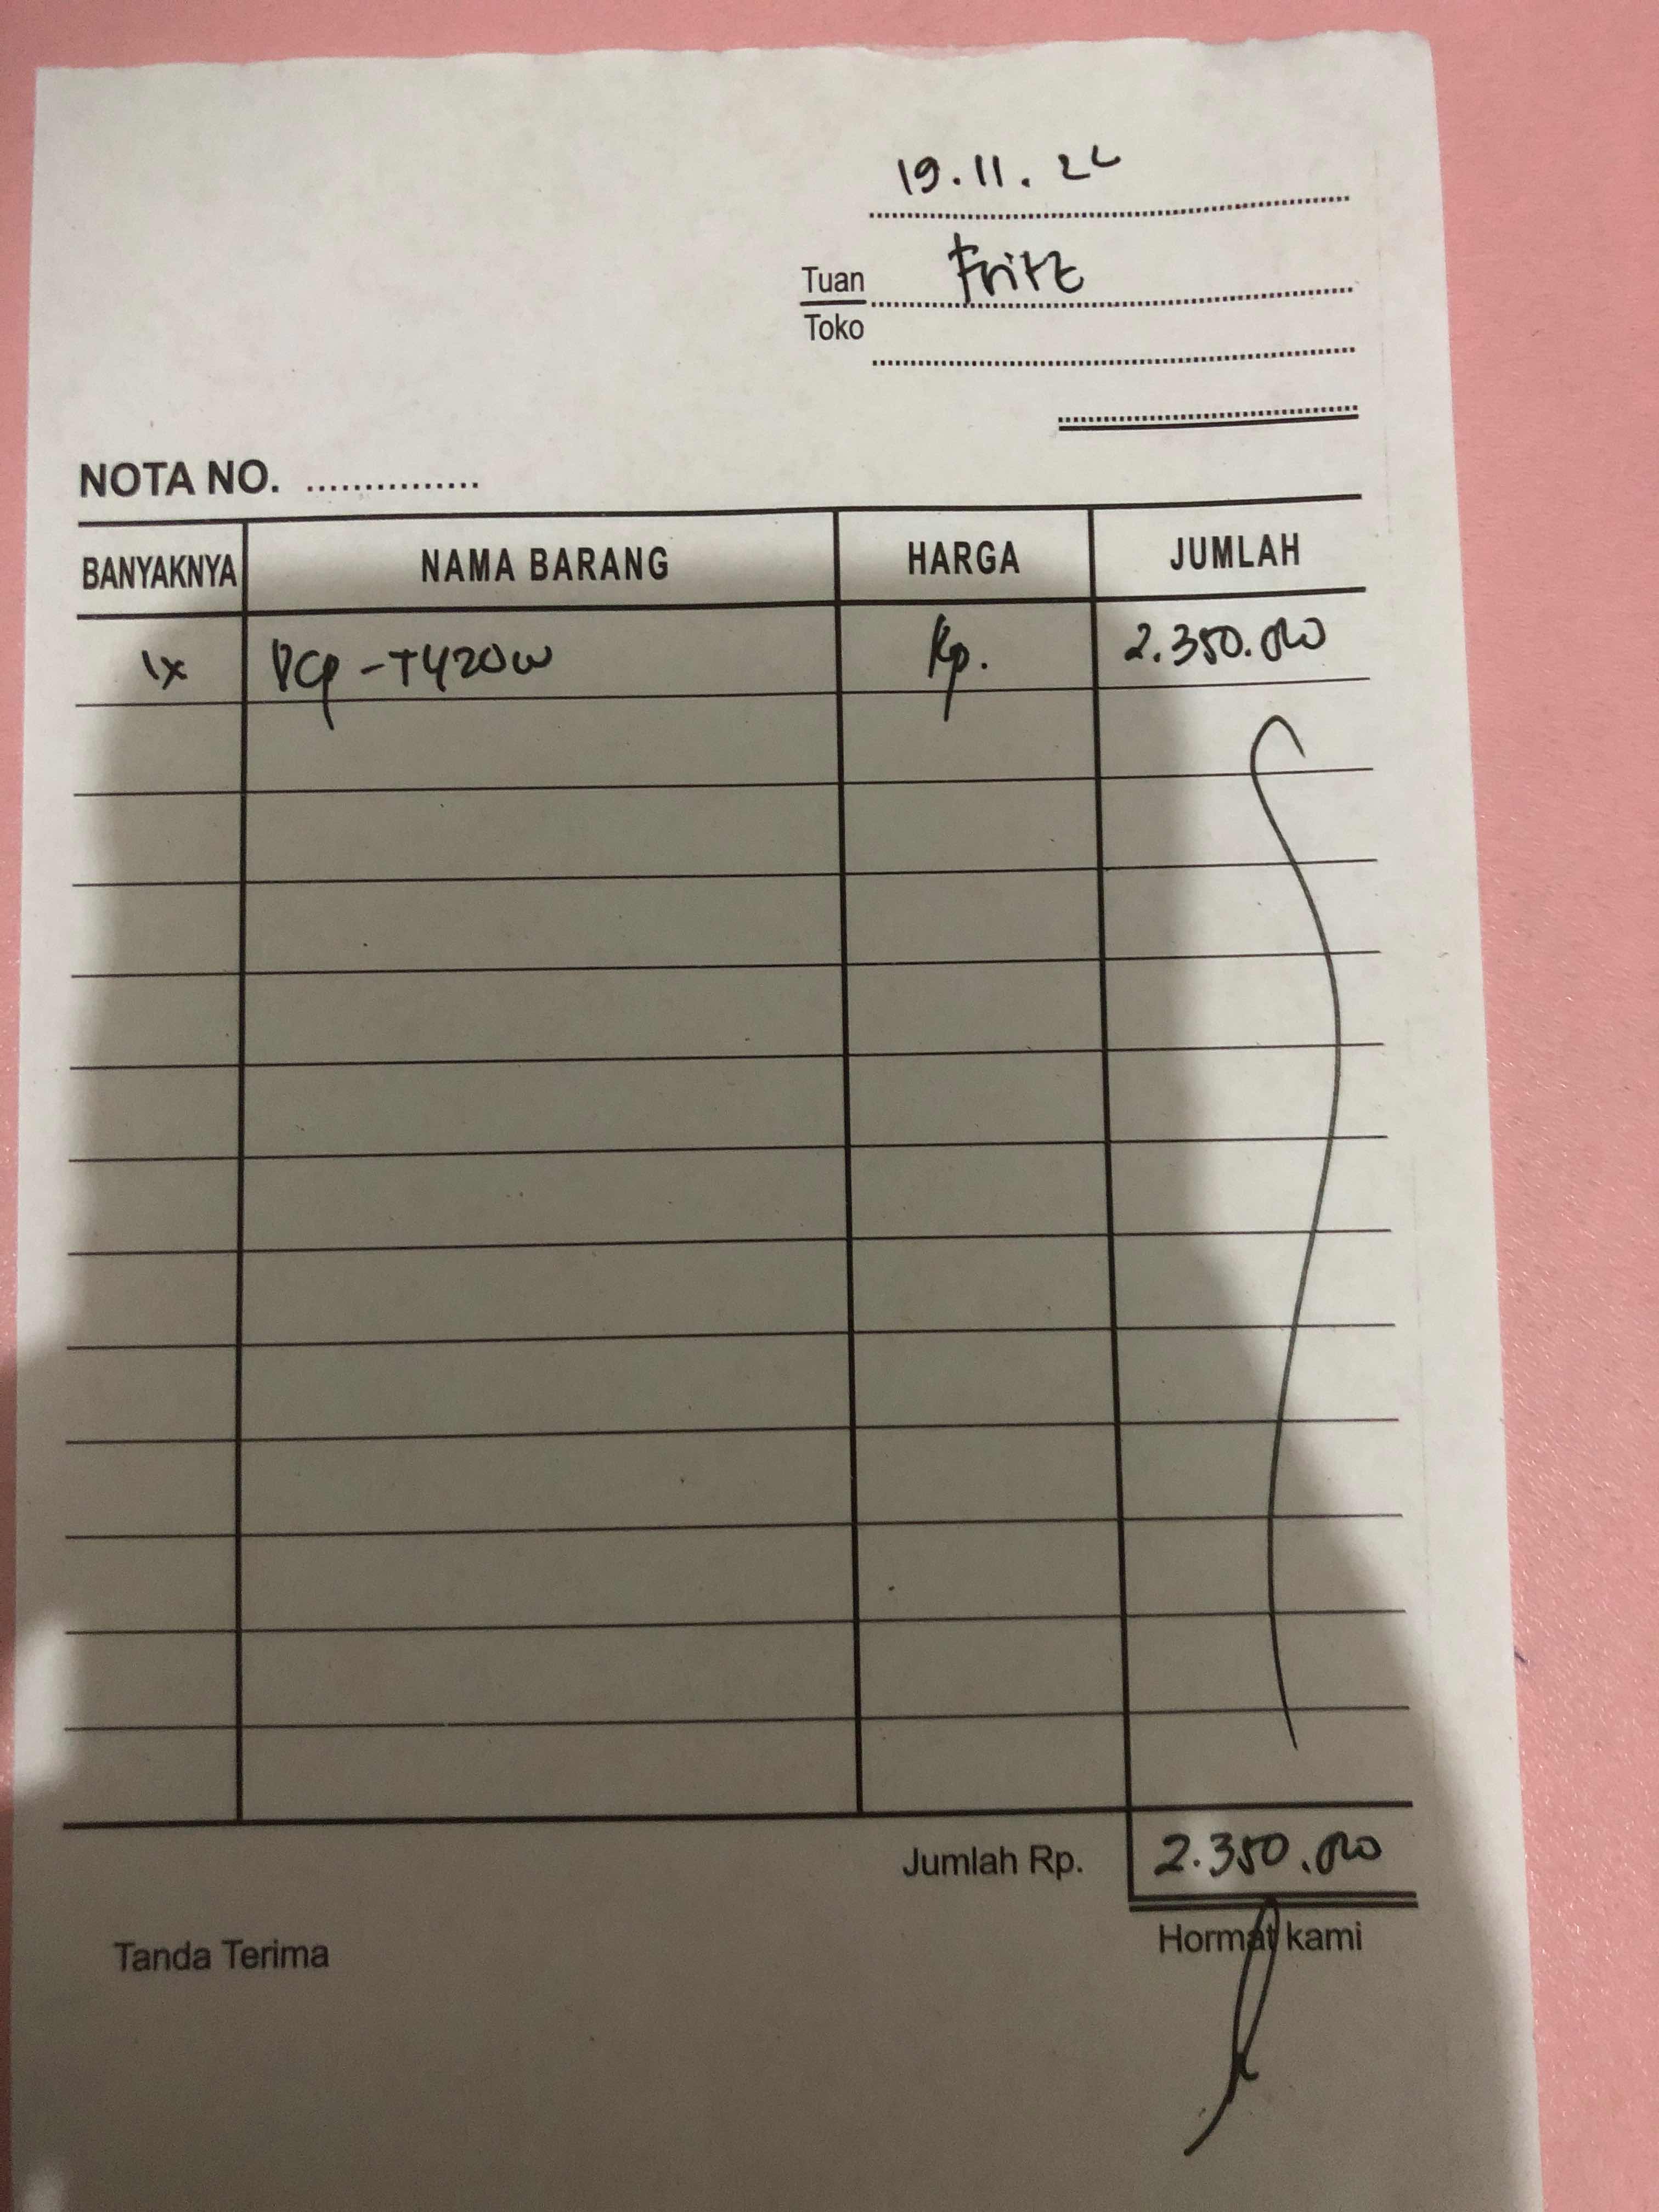 19.11.22
Tuan Fritz
Toko
NOTA NO. ...............
BANYAKNYA NAMA BARANG HARGA JUMLAH
1x DCP-T420W Rp. 2.350.000
Jumlah Rp. 2.350.000
Tanda Terima Hormat kami